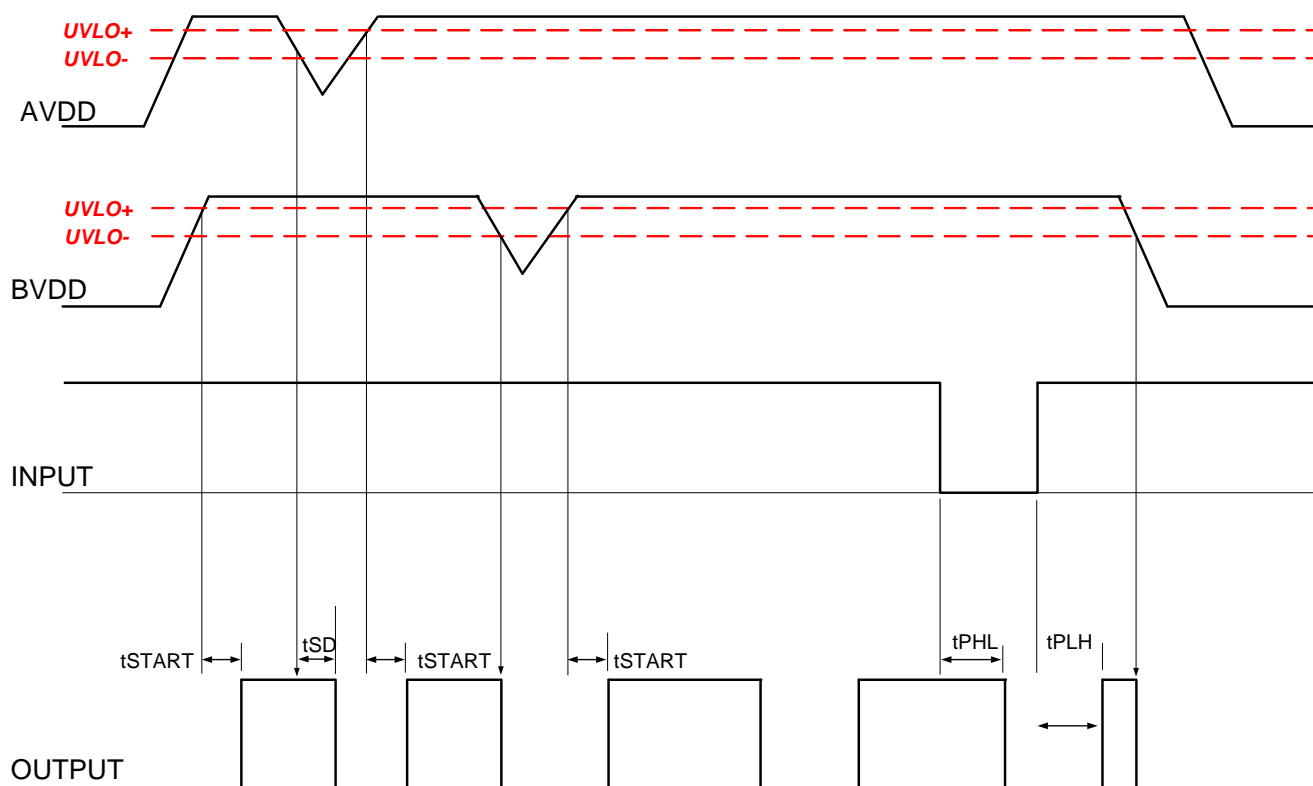 UVLO+
UVLO-
AVDD
UVLO+
UVLO-
BVDD
INPUT
tSTART
tSD
tSTART
tSTART
tPHL
tPLH
OUTPUT